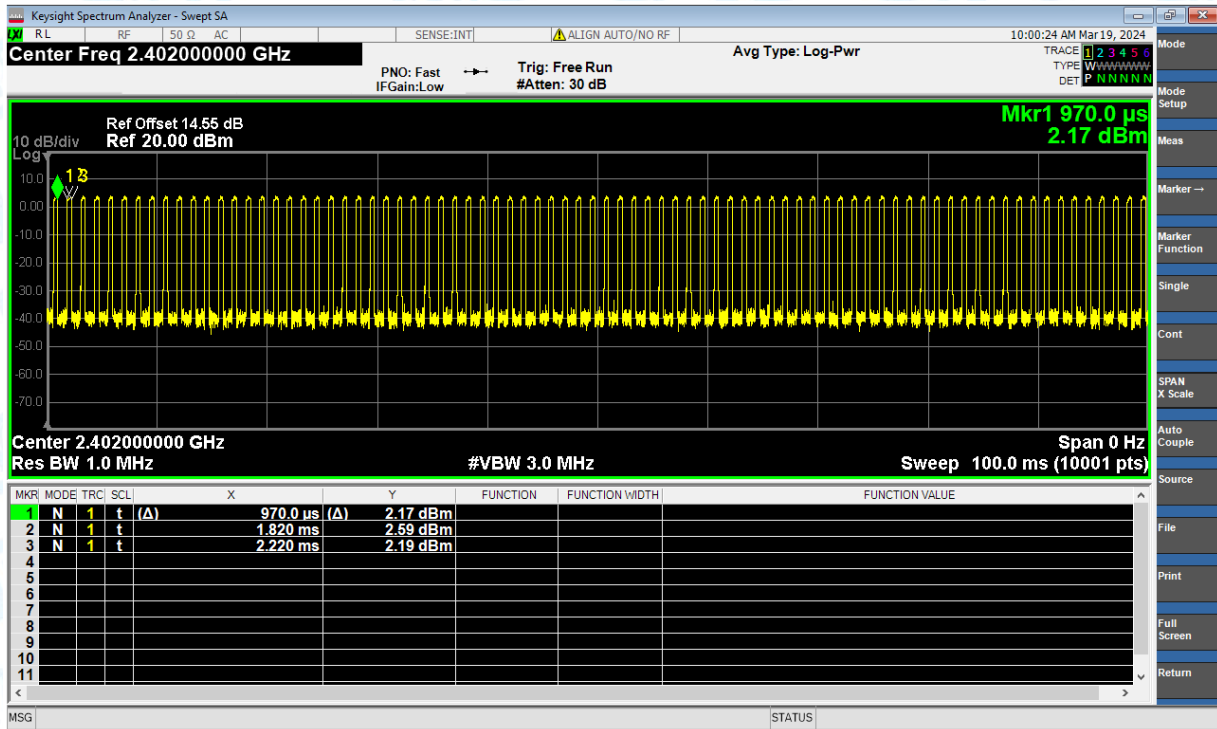 Keysight Spectrum Analyzer - Swept SA
LXI RL RF 50 Ω AC SENSE:INT ALIGN AUTO/NO RF 10:00:24 AM Mar 19, 2024
Center Freq 2.402000000 GHz
PNO: Fast
IFGain:Low
Trig: Free Run
#Atten: 30 dB
Avg Type: Log-Pwr
TRACE 1 2 3 4 5 6
TYPE WWWWWWW
DET P N N N N N
10 dB/div
Log
Ref Offset 14.55 dB
Ref 20.00 dBm
Mkr1 970.0 µs
2.17 dBm
10.0
0.00
-10.0
-20.0
-30.0
-40.0
-50.0
-60.0
-70.0
Center 2.402000000 GHz
Span 0 Hz
Res BW 1.0 MHz
#VBW 3.0 MHz
Sweep 100.0 ms (10001 pts)
MKR MODE TRC SCL X Y FUNCTION FUNCTION WIDTH FUNCTION VALUE
1 N 1 t (Δ) 970.0 µs (Δ) 2.17 dBm
2 N 1 t 1.820 ms 2.59 dBm
3 N 1 t 2.220 ms 2.19 dBm
4
5
6
7
8
9
10
11
MSG
STATUS
Mode
Mode
Setup
Meas
Marker →
Marker
Function
Single
Cont
SPAN
X Scale
Auto
Couple
Source
File
Print
Full
Screen
Return